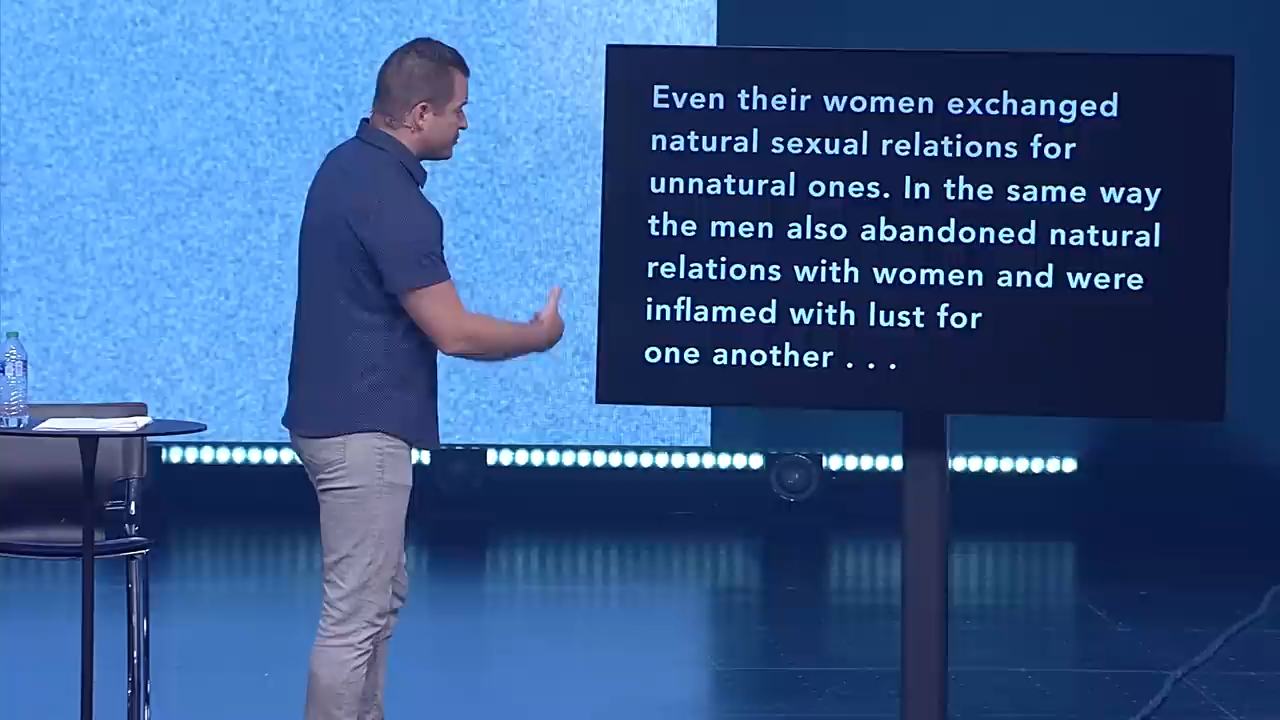 Even their women exchanged
natural sexual relations for
unnatural ones. In the same way
the men also abandoned natural
relations with women and were
inflamed with lust for
one another . . .